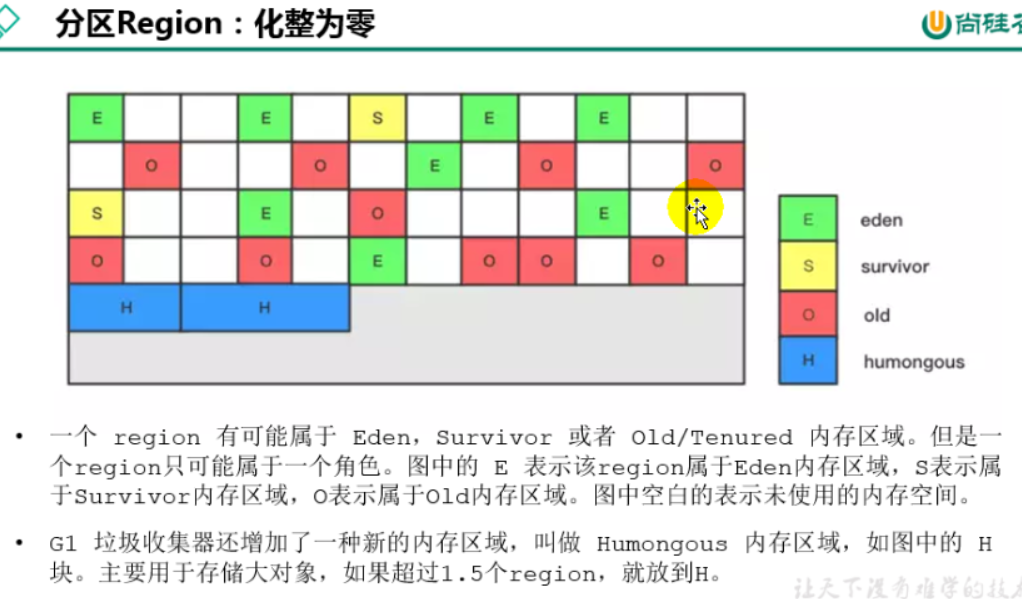 分区Region：化整为零
尚硅
E E S E E
O O E O O
S E O E
O O E O O O
H H
E eden
S survivor
O old
H humongous
• 一个 region 有可能属于 Eden，Survivor 或者 Old/Tenured 内存区域。但是一
个region只可能属于一个角色。图中的 E 表示该region属于Eden内存区域，S表示属
于Survivor内存区域，O表示属于Old内存区域。图中空白的表示未使用的内存空间。
• G1 垃圾收集器还增加了一种新的内存区域，叫做 Humongous 内存区域，如图中的 H
块。主要用于存储大对象，如果超过1.5个region，就放到H。
让天下没有难学的技